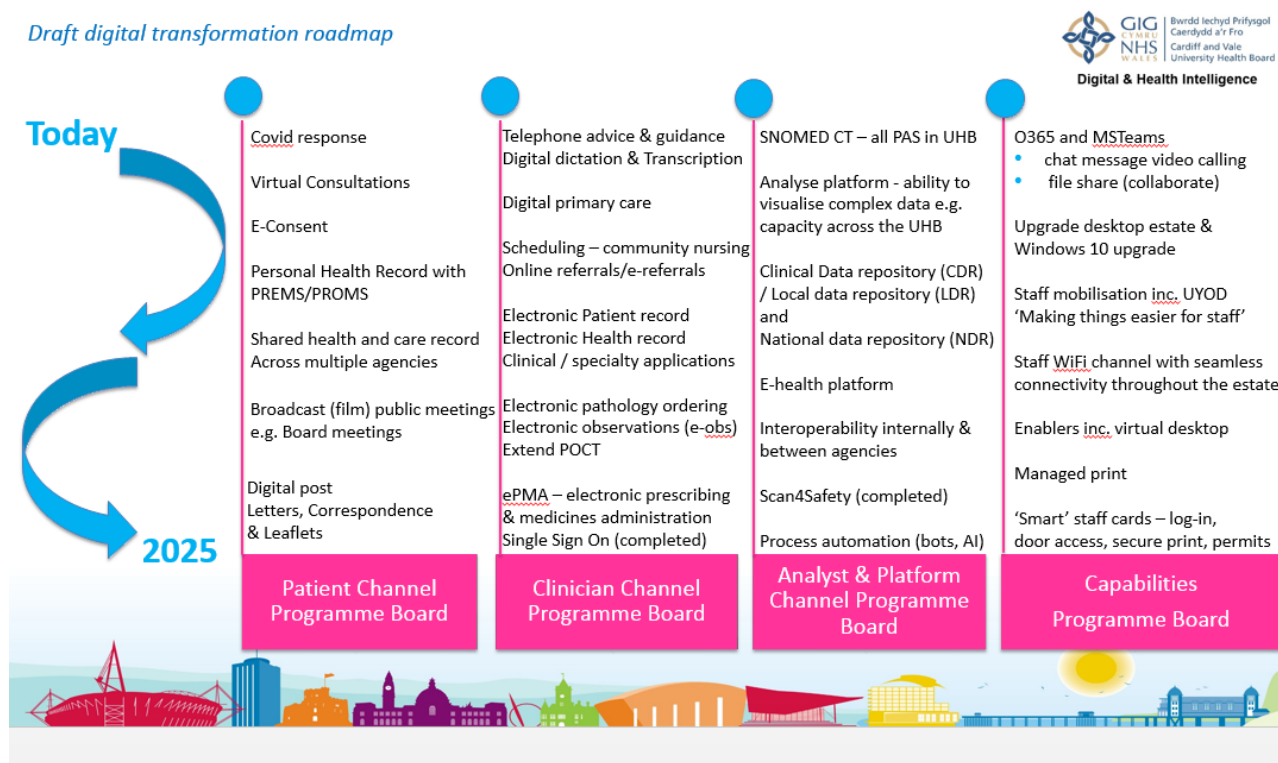 Draft digital transformation roadmap
GIG
CYMRU
NHS
WALES
Bwrdd Iechyd Prifysgol
Caerdydd a'r Fro
Cardiff and Vale
University Health Board
Digital & Health Intelligence
Today
2025
Covid response
Virtual Consultations
E-Consent
Personal Health Record with
PREMS/PROMS
Shared health and care record
Across multiple agencies
Broadcast (film) public meetings
e.g. Board meetings
Digital post
Letters, Correspondence
& Leaflets
Patient Channel
Programme Board
Telephone advice & guidance
Digital dictation & Transcription
Digital primary care
Scheduling – community nursing
Online referrals/e-referrals
Electronic Patient record
Electronic Health record
Clinical / specialty applications
Electronic pathology ordering
Electronic observations (e-obs)
Extend POCT
ePMA – electronic prescribing
& medicines administration
Single Sign On (completed)
Clinician Channel
Programme Board
SNOMED CT – all PAS in UHB
Analyse platform - ability to
visualise complex data e.g.
capacity across the UHB
Clinical Data repository (CDR)
/ Local data repository (LDR)
and
National data repository (NDR)
E-health platform
Interoperability internally &
between agencies
Scan4Safety (completed)
Process automation (bots, AI)
Analyst & Platform
Channel Programme
Board
O365 and MSTeams
• chat message video calling
• file share (collaborate)
Upgrade desktop estate &
Windows 10 upgrade
Staff mobilisation inc. UYOD
‘Making things easier for staff’
Staff WiFi channel with seamless
connectivity throughout the estate
Enablers inc. virtual desktop
Managed print
‘Smart’ staff cards – log-in,
door access, secure print, permits
Capabilities
Programme Board